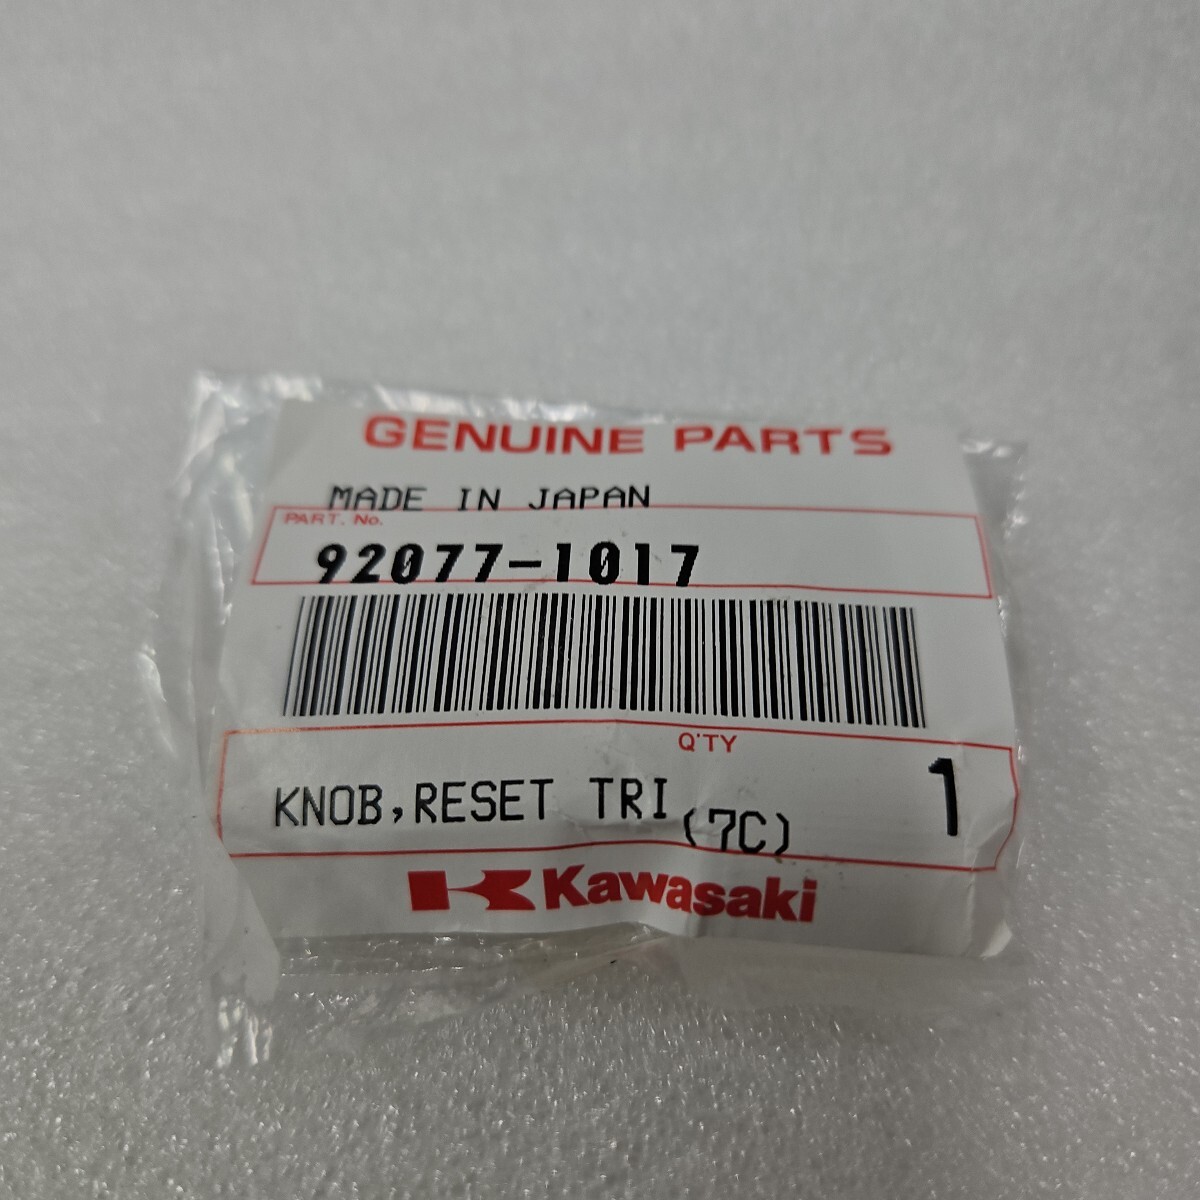 GENUINE PARTS
MADE IN JAPAN
PART. No.
92077-1017
Q'TY
KNOB,RESET TRI (7C) 1
Kawasaki